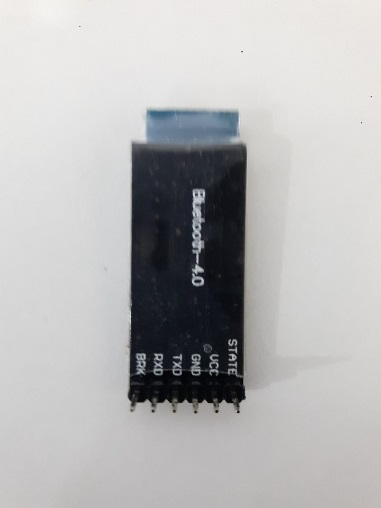 Bluetooth-4.0
STATE
VCC
GND
TXD
RXD
BRK